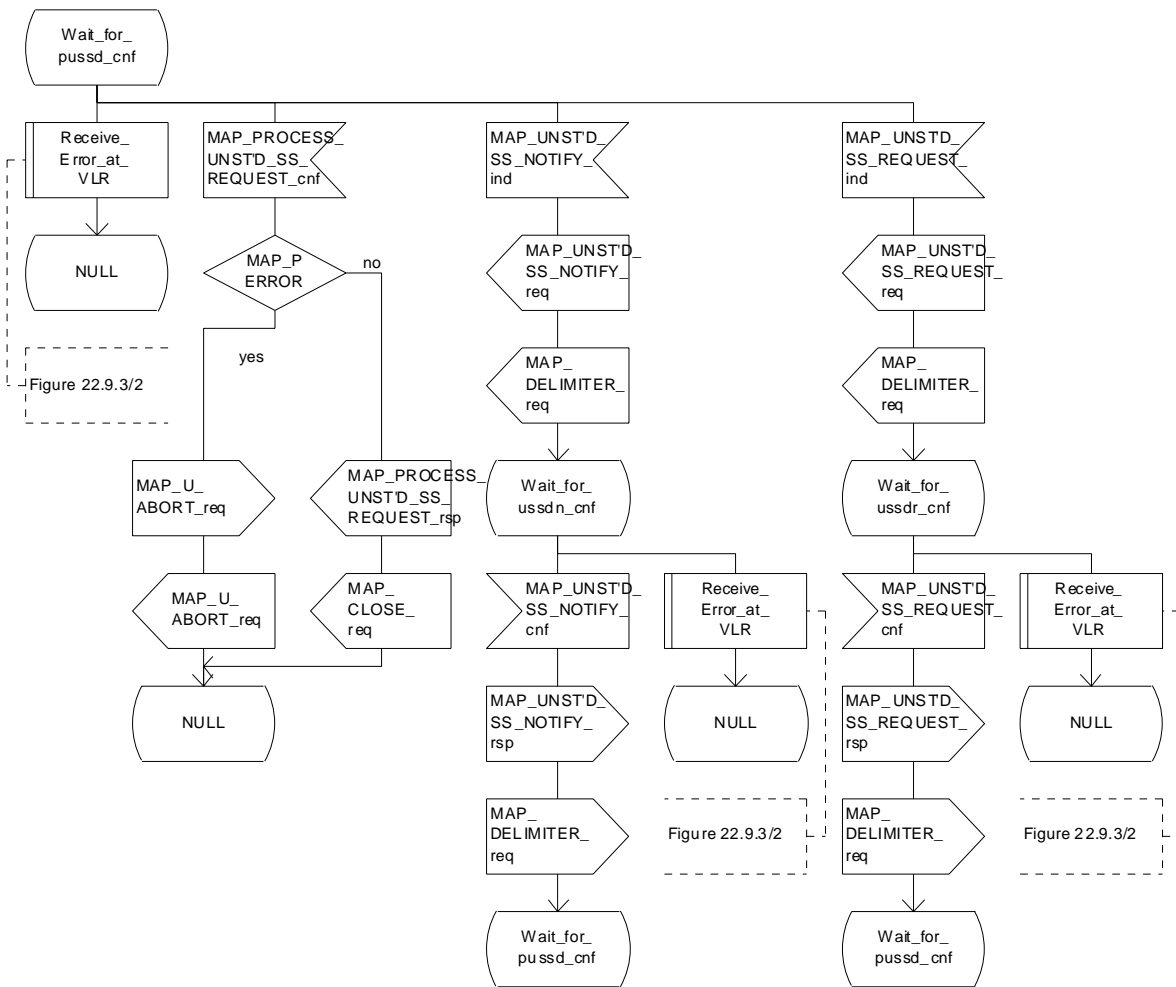 Wait_for_
pussd_cnf
Receive_
Error_at_
VLR
MAP_PROCESS_
UNST'D_SS_
REQUEST_cnf
MAP_UNST'D_
SS_NOTIFY_
ind
MAP_UNST'D_
SS_REQUEST_
ind
NULL
MAP_P
ERROR
no
yes
MAP_UNST'D_
SS_NOTIFY_
req
MAP_UNST'D_
SS_REQUEST_
req
Figure 22.9.3/2
MAP_
DELIMITER_
req
MAP_
DELIMITER_
req
MAP_U_
ABORT_req
MAP_PROCESS_
UNST'D_SS_
REQUEST_rsp
Wait_for_
ussdn_cnf
Wait_for_
ussdr_cnf
MAP_U_
ABORT_req
MAP_
CLOSE_
req
MAP_UNST'D_
SS_NOTIFY_
cnf
Receive_
Error_at_
VLR
MAP_UNST'D_
SS_REQUEST_
cnf
Receive_
Error_at_
VLR
NULL
MAP_UNST'D_
SS_NOTIFY_
rsp
NULL
MAP_UNST'D_
SS_REQUEST_
rsp
NULL
MAP_
DELIMITER_
req
Figure 22.9.3/2
MAP_
DELIMITER_
req
Figure 22.9.3/2
Wait_for_
pussd_cnf
Wait_for_
pussd_cnf